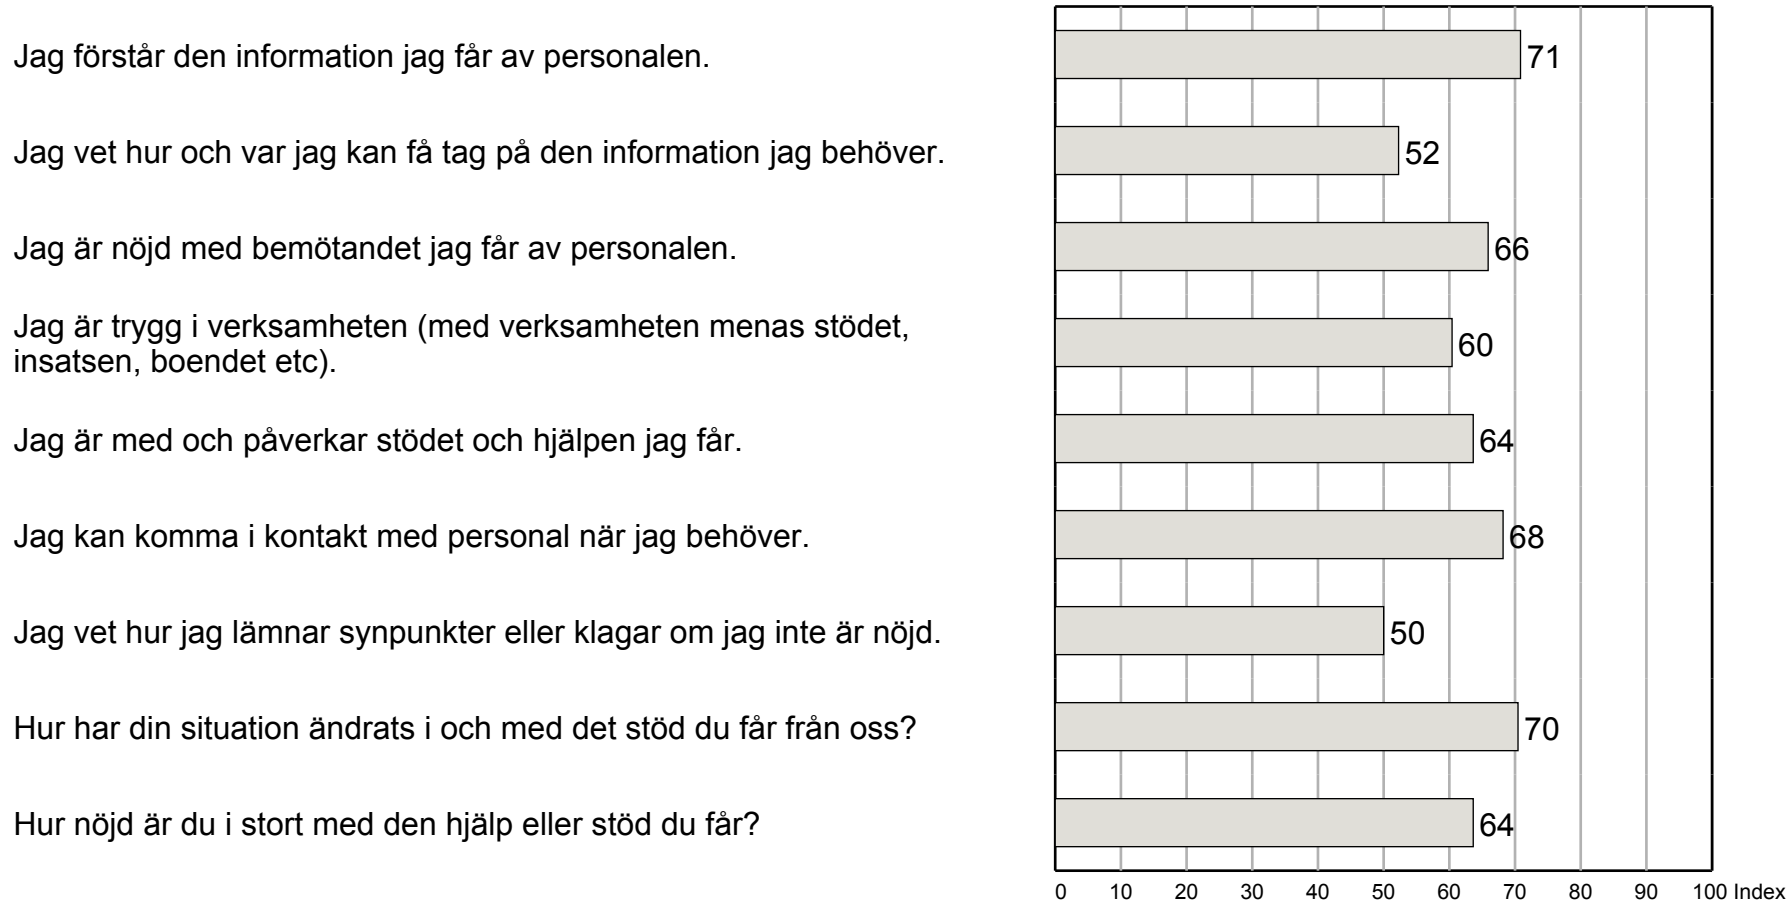 Jag förstår den information jag får av personalen.
71
Jag vet hur och var jag kan få tag på den information jag behöver.
52
Jag är nöjd med bemötandet jag får av personalen.
66
Jag är trygg i verksamheten (med verksamheten menas stödet,
insatsen, boendet etc).
60
Jag är med och påverkar stödet och hjälpen jag får.
64
Jag kan komma i kontakt med personal när jag behöver.
68
Jag vet hur jag lämnar synpunkter eller klagar om jag inte är nöjd.
50
Hur har din situation ändrats i och med det stöd du får från oss?
70
Hur nöjd är du i stort med den hjälp eller stöd du får?
64
0 10 20 30 40 50 60 70 80 90 100 Index